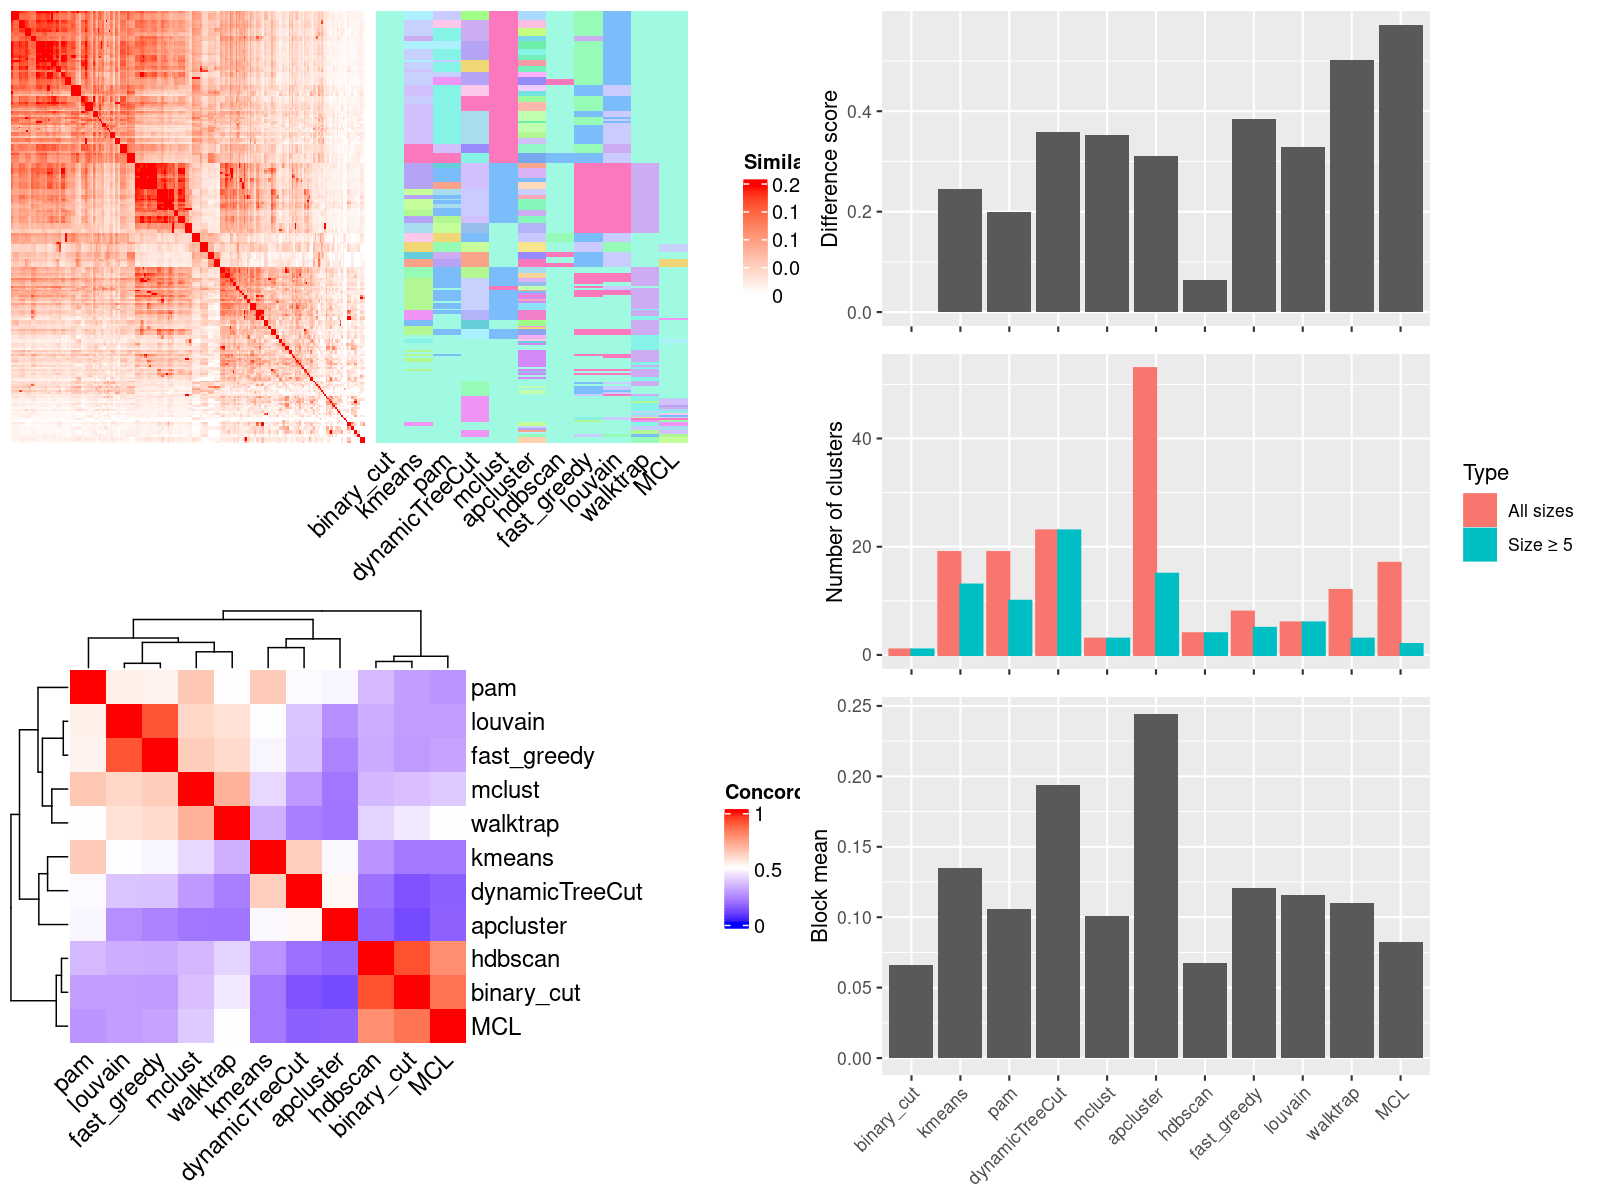 Simila
0.2
0.1
0.1
0.0
0
binary_cut
kmeans
pam
dynamicTreeCut
mclust
apcluster
hdbscan
fast_greedy
louvain
walktrap
MCL
pam
louvain
fast_greedy
mclust
walktrap
kmeans
dynamicTreeCut
apcluster
hdbscan
binary_cut
MCL
pam
louvain
fast_greedy
mclust
walktrap
kmeans
dynamicTreeCut
apcluster
hdbscan
binary_cut
MCL
Concord
1
0.5
0
Difference score
0.4
0.2
0.0
Number of clusters
40
20
0
Type
All sizes
Size ≥ 5
Block mean
0.25
0.20
0.15
0.10
0.05
0.00
binary_cut
kmeans
pam
dynamicTreeCut
mclust
apcluster
hdbscan
fast_greedy
louvain
walktrap
MCL